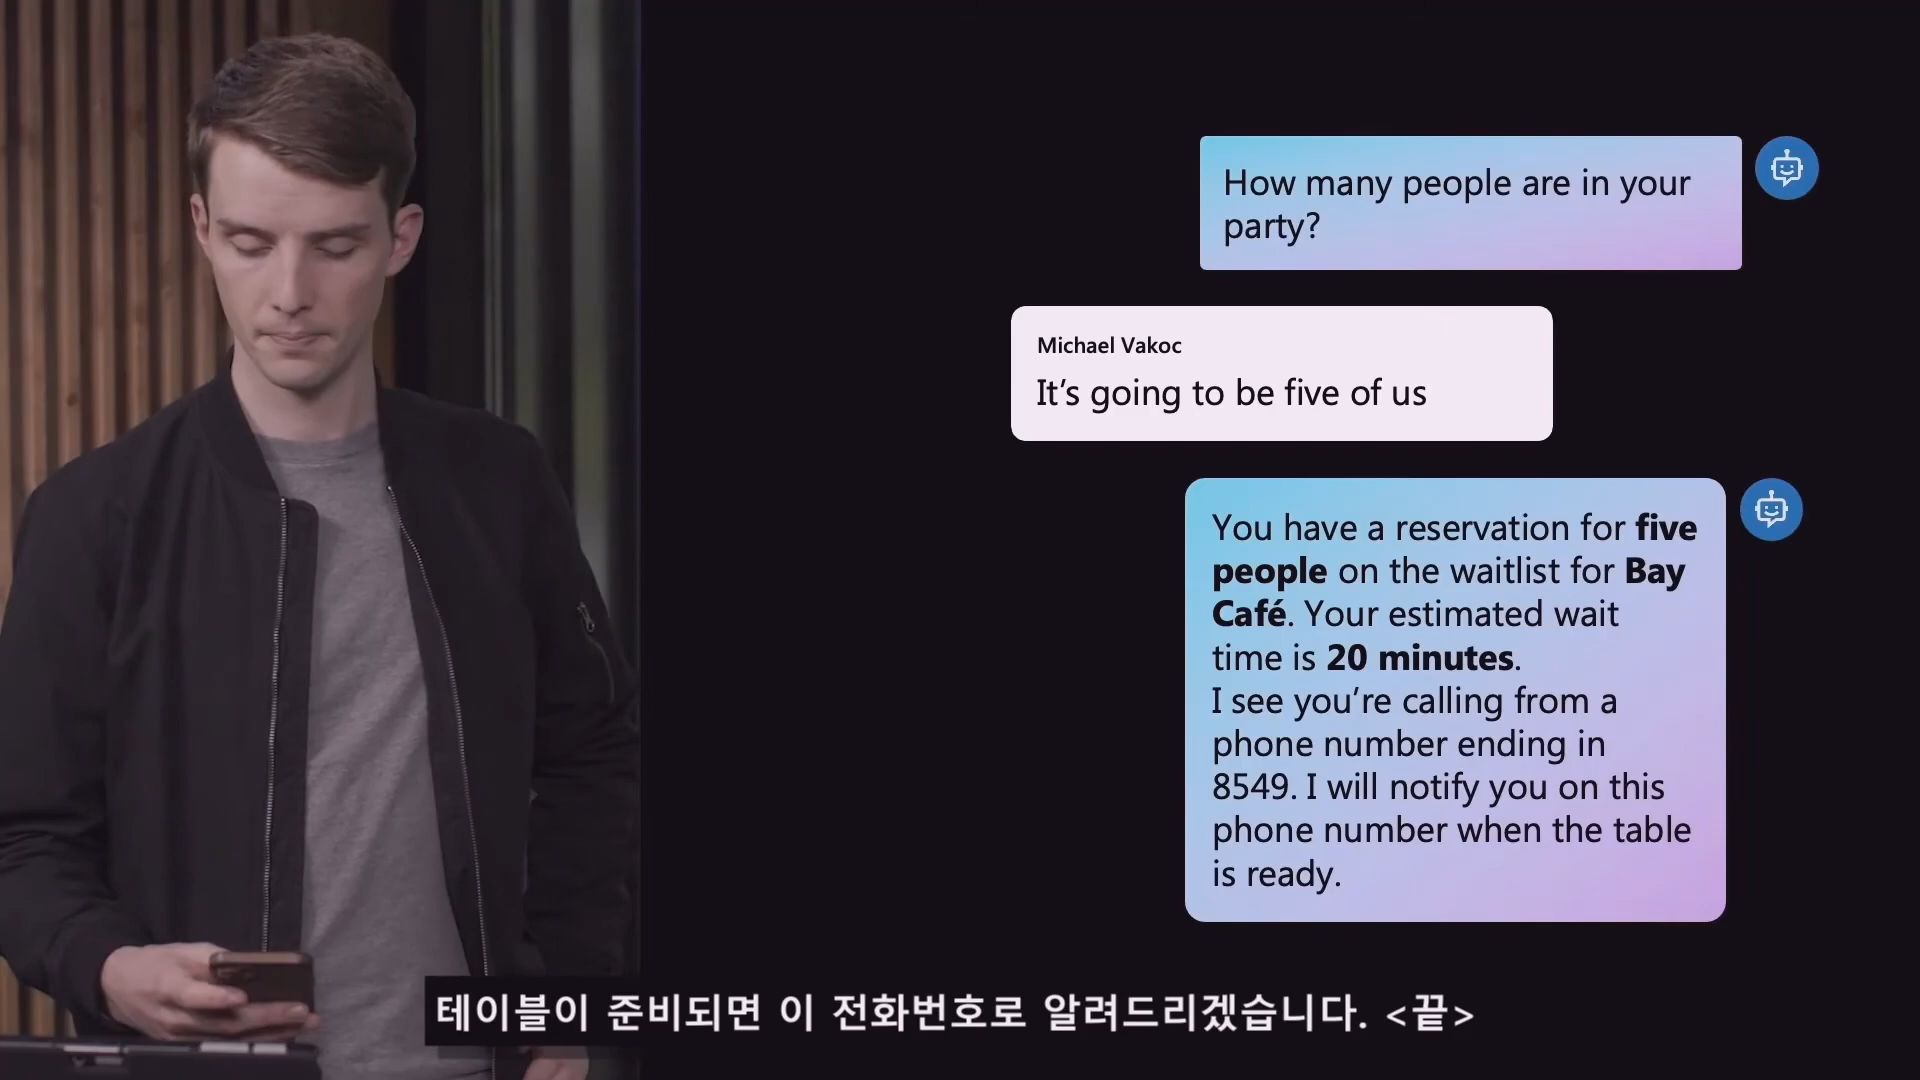 How many people are in your
party?
Michael Vakoc
It’s going to be five of us
You have a reservation for five
people on the waitlist for Bay
Café. Your estimated wait
time is 20 minutes.
I see you’re calling from a
phone number ending in
8549. I will notify you on this
phone number when the table
is ready.
테이블이 준비되면 이 전화번호로 알려드리겠습니다. <끝>